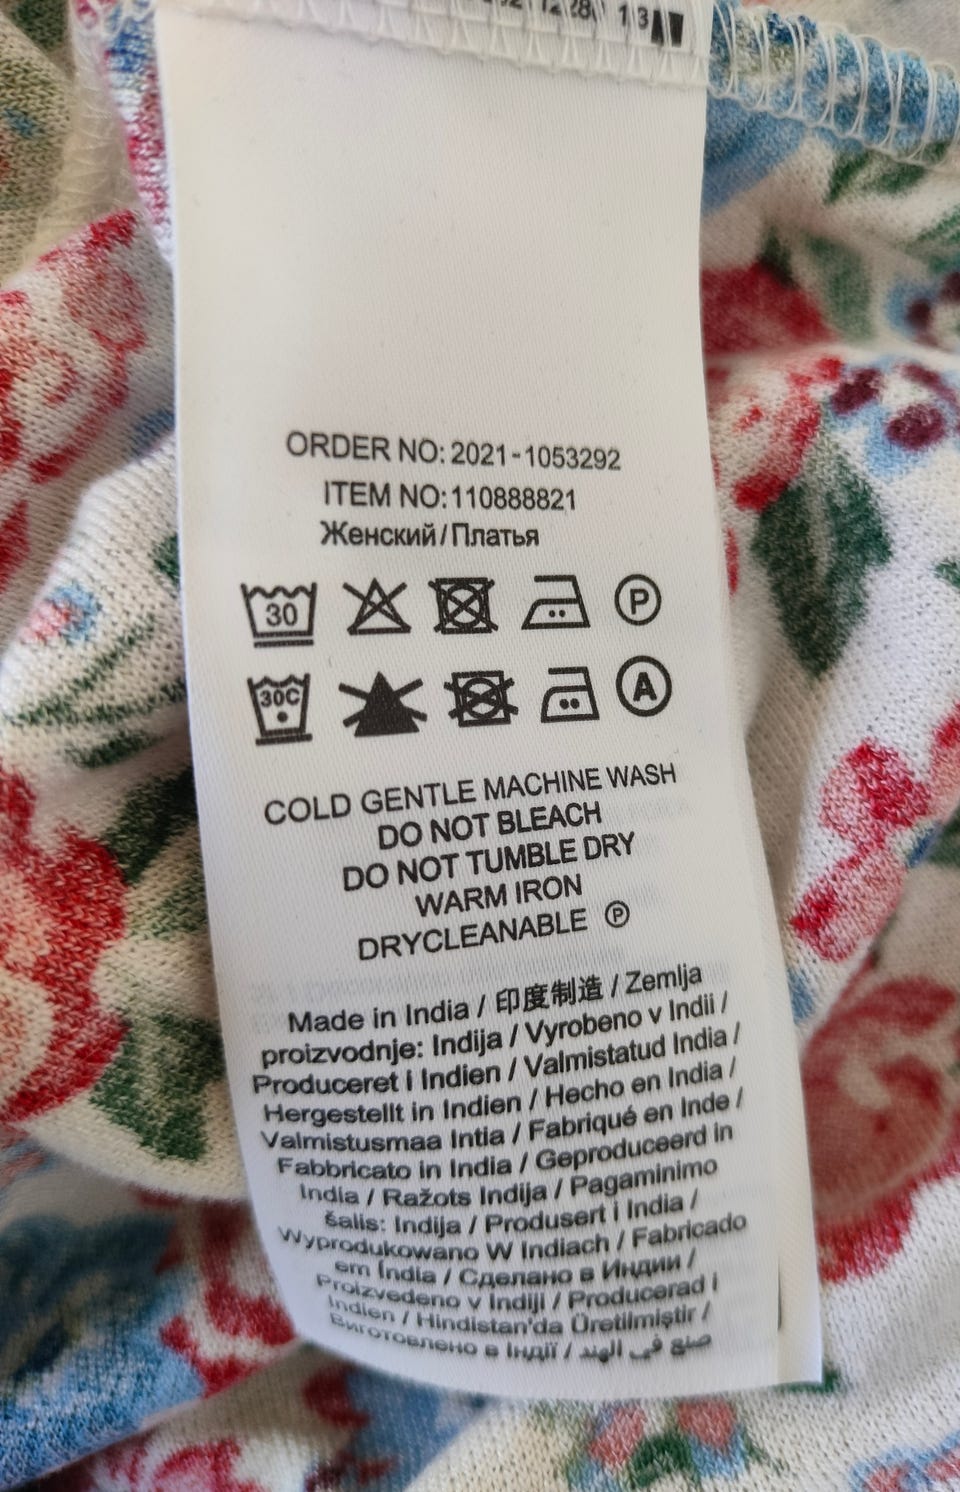 ORDER NO: 2021-1053292
ITEM NO:110888821
Женский/Платья
30 P
30C A
COLD GENTLE MACHINE WASH
DO NOT BLEACH
DO NOT TUMBLE DRY
WARM IRON
DRYCLEANABLE Ⓟ
Made in India / 印度制造 / Zemlja
proizvodnje: Indija / Vyrobeno v Indii /
Produceret i Indien / Valmistatud India /
Hergestellt in Indien / Hecho en India /
Valmistusmaa Intia / Fabriqué en Inde /
Fabbricato in India / Geproduceerd in
India / Ražots Indija / Pagaminimo
šalis: Indija / Produsert i India /
Wyprodukowano W Indiach / Fabricado
em Índia / Сделано в Индии /
Proizvedeno v Indiji / Producerad i
Indien / Hindistan'da Üretilmiştir /
Виготовлено в Індії / صنع في الهند